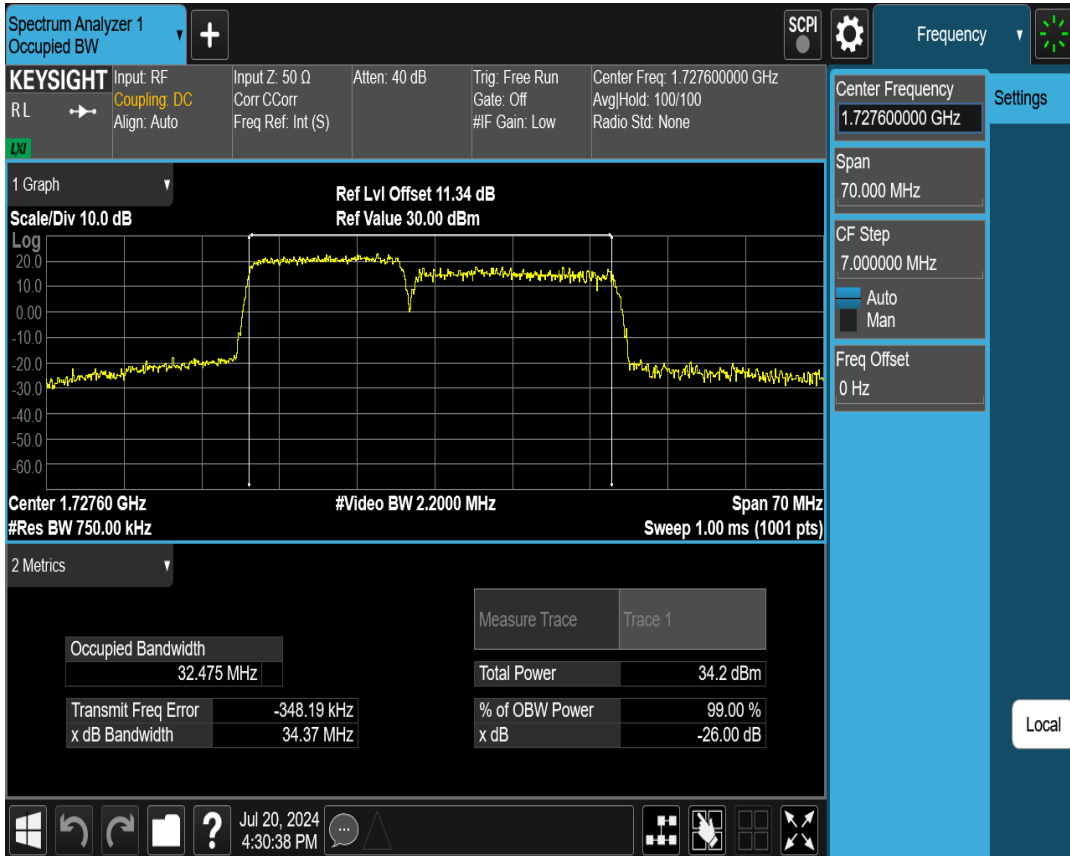 Spectrum Analyzer 1
Occupied BW
+
SCPI
Frequency
KEYSIGHT
RL
LXI
Input: RF
Coupling: DC
Align: Auto
Input Z: 50 Ω
Corr CCorr
Freq Ref: Int (S)
Atten: 40 dB
Trig: Free Run
Gate: Off
#IF Gain: Low
Center Freq: 1.727600000 GHz
Avg|Hold: 100/100
Radio Std: None
Center Frequency
1.727600000 GHz
Settings
Span
70.000 MHz
CF Step
7.000000 MHz
Auto
Man
Freq Offset
0 Hz
Local
1 Graph
Ref Lvl Offset 11.34 dB
Scale/Div 10.0 dB
Ref Value 30.00 dBm
Log
20.0
10.0
0.00
-10.0
-20.0
-30.0
-40.0
-50.0
-60.0
Center 1.72760 GHz
#Video BW 2.2000 MHz
Span 70 MHz
#Res BW 750.00 kHz
Sweep 1.00 ms (1001 pts)
2 Metrics
Measure Trace
Trace 1
Occupied Bandwidth
32.475 MHz
Total Power
34.2 dBm
Transmit Freq Error
-348.19 kHz
% of OBW Power
99.00 %
x dB Bandwidth
34.37 MHz
x dB
-26.00 dB
?
Jul 20, 2024
4:30:38 PM